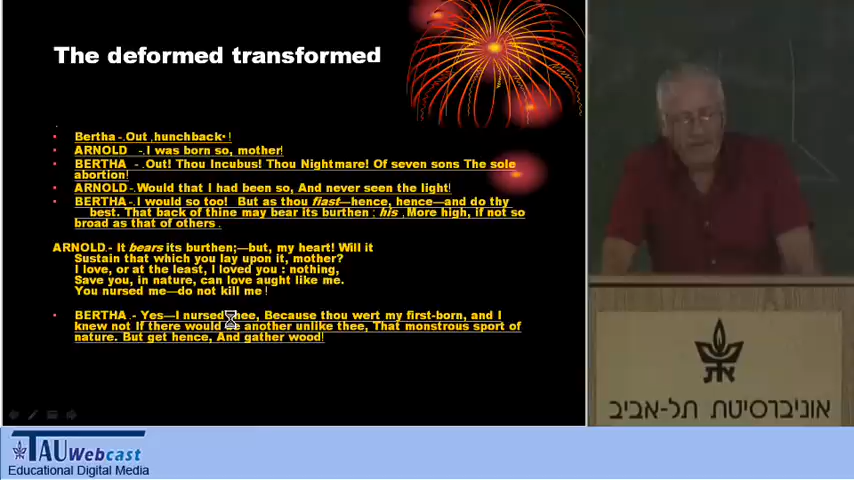 The deformed transformed
Bertha -.Out ,hunchback• !
ARNOLD -.I was born so, mother!
BERTHA -.Out! Thou Incubus! Thou Nightmare! Of seven sons The sole
abortion!
ARNOLD-.Would that I had been so, And never seen the light!
BERTHA-.I would so too! But as thou hast—hence, hence—and do thy
best. That back of thine may bear its burthen ; 'tis .More high, if not so
broad as that of others .
ARNOLD.- It bears its burthen;—but, my heart! Will it
Sustain that which you lay upon it, mother?
I love, or at the least, I loved you : nothing,
Save you, in nature, can love aught like me.
You nursed me—do not kill me !
BERTHA .- Yes—I nursed thee, Because thou wert my first-born, and I
knew not If there would be another unlike thee, That monstrous sport of
nature. But get hence, And gather wood!
אוניברסיטת תל-אביב
TAU Webcast
Educational Digital Media